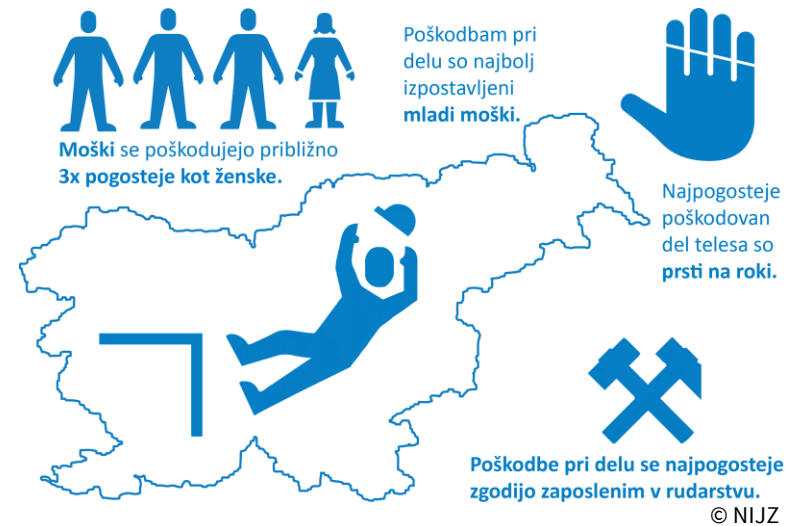 Moški se poškodujejo približno
3x pogosteje kot ženske.
Poškodbam pri
delu so najbolj
izpostavljeni
mladi moški.
Najpogosteje
poškodovan
del telesa so
prsti na roki.
Poškodbe pri delu se najpogosteje
zgodijo zaposlenim v rudarstvu.
© NIJZ